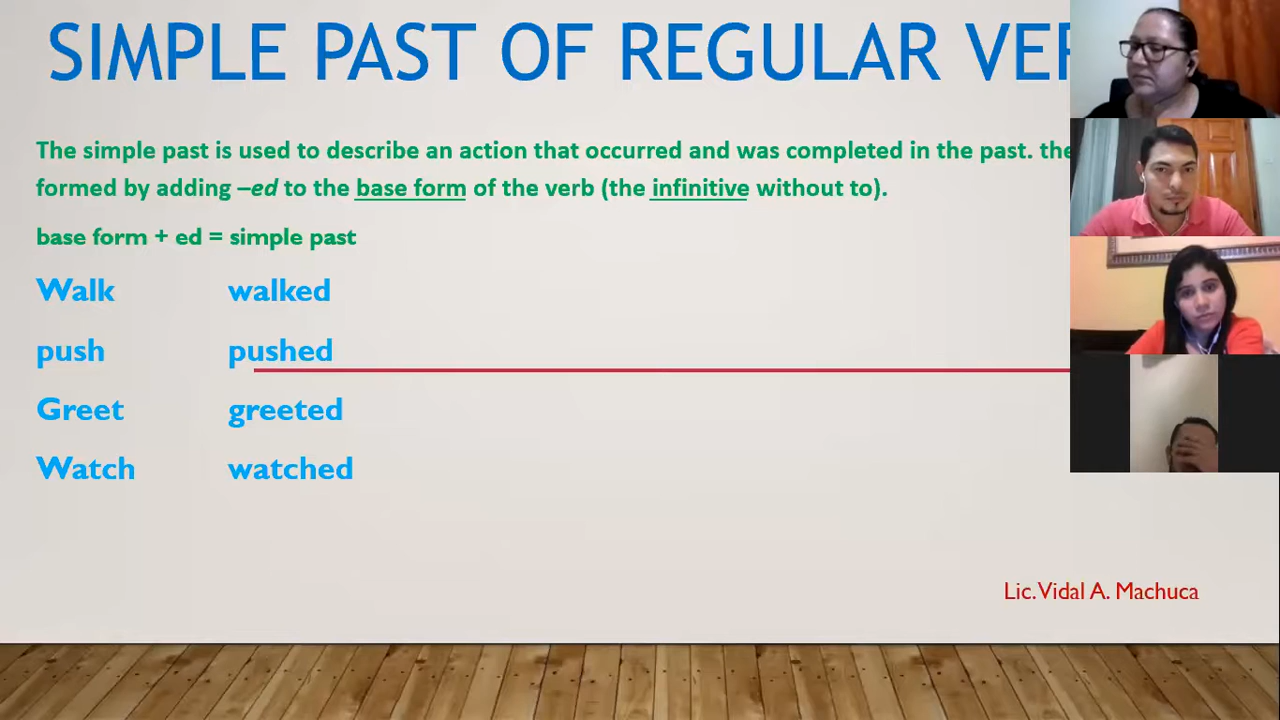 SIMPLE PAST OF REGULAR
The simple past is used to describe an action that occurred and was completed in the past. the
formed by adding –ed to the base form of the verb (the infinitive without to).
base form + ed = simple past
Walk walked
push pushed
Greet greeted
Watch watched
Lic. Vidal A. Machuca